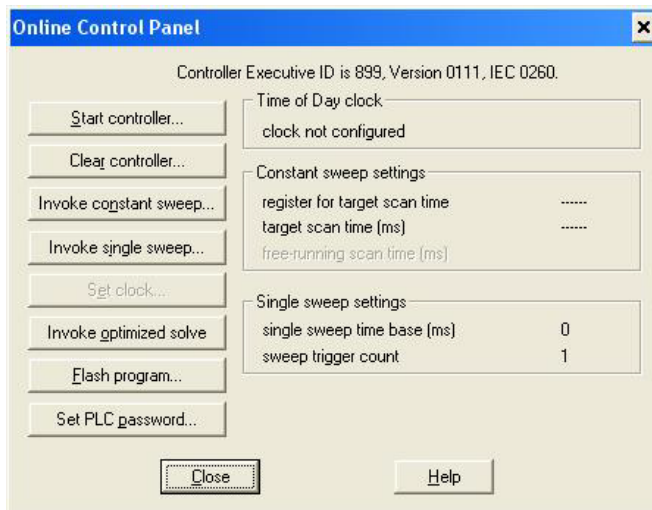 Online Control Panel
Controller Executive ID is 899, Version 0111, IEC 0260.
Start controller...
Clear controller...
Invoke constant sweep...
Invoke single sweep...
Set clock...
Invoke optimized solve
Flash program...
Set PLC password...
Time of Day clock
clock not configured
Constant sweep settings
register for target scan time ------
target scan time (ms) ------
free-running scan time (ms)
Single sweep settings
single sweep time base (ms) 0
sweep trigger count 1
Close
Help